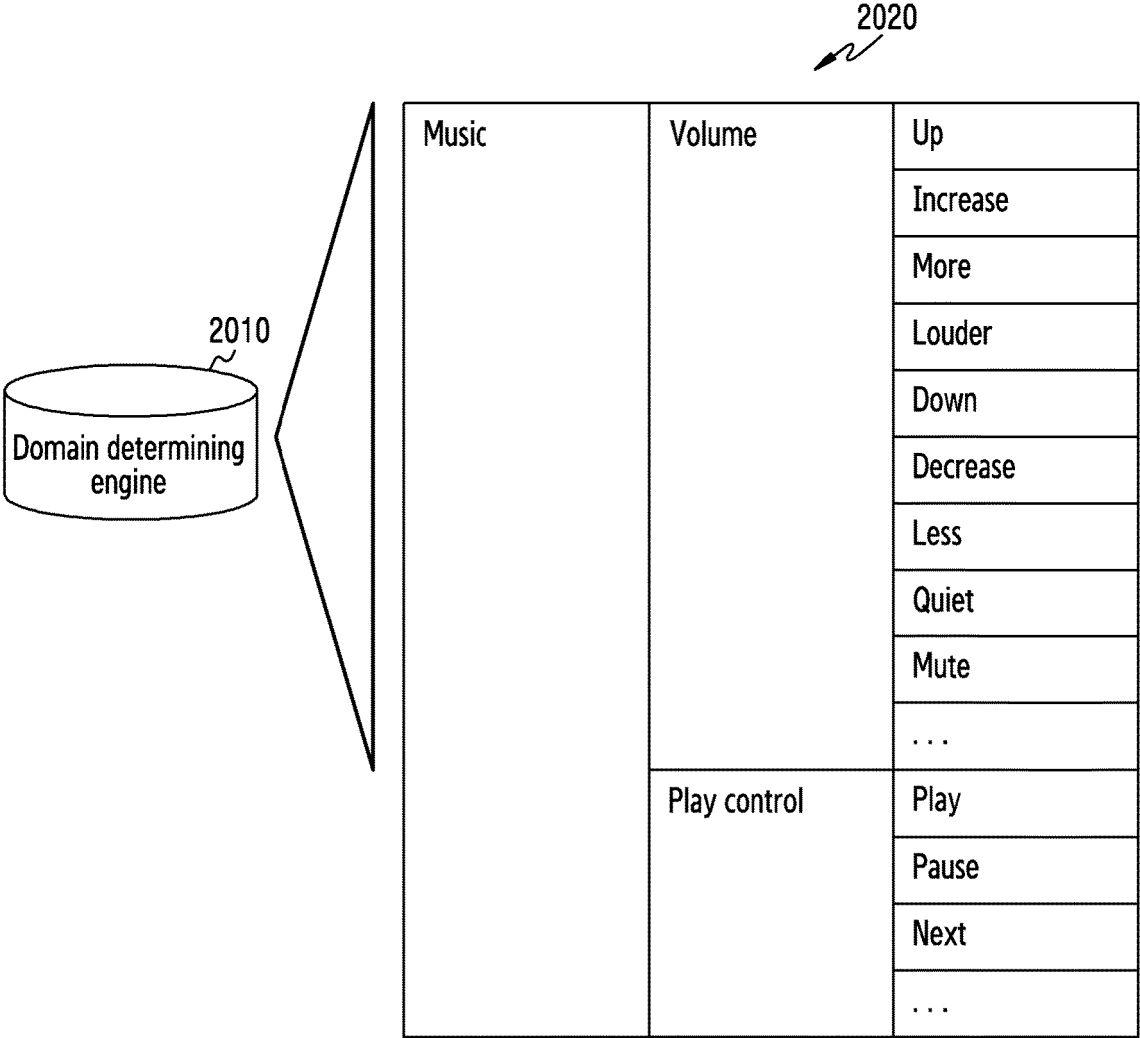 2020
Music
Volume
Up
Increase
More
Louder
Down
Decrease
Less
Quiet
Mute
. . .
Play control
Play
Pause
Next
. . .
2010
Domain determining
engine